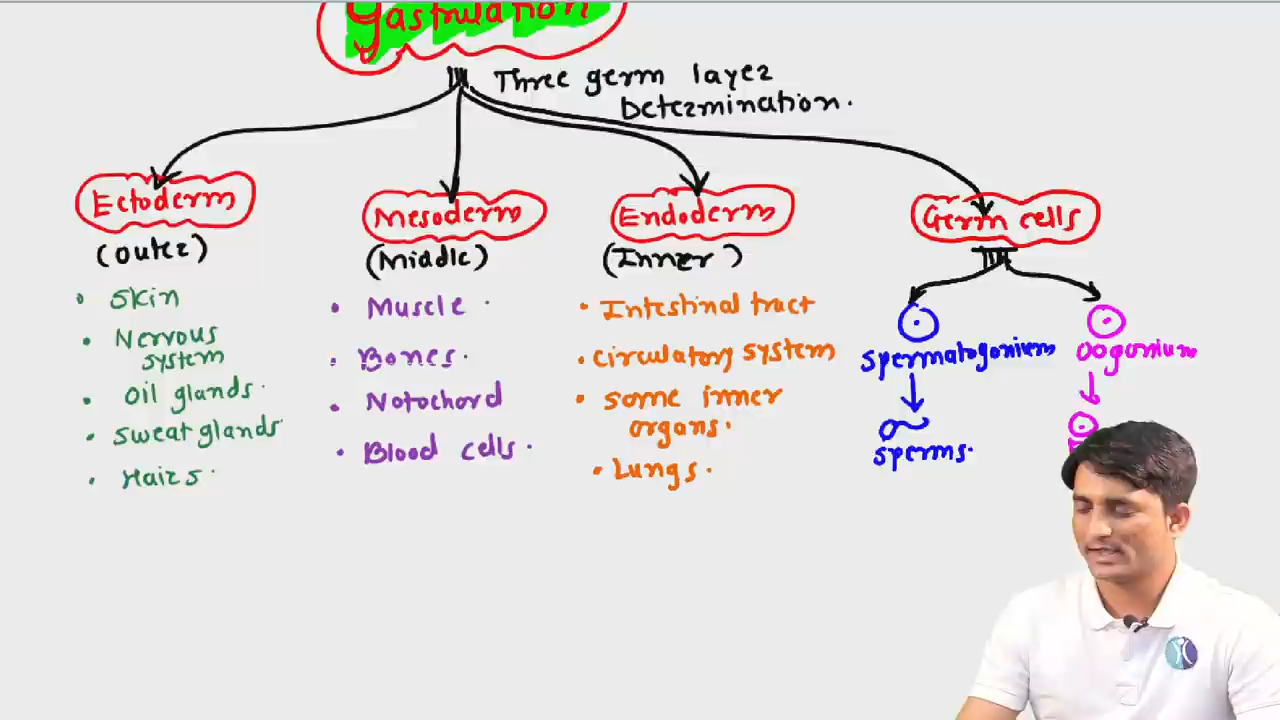 Gastrulation
Three germ layer
Determination.
Ectoderm
(Outer)
• Skin
• Nervous
system
• Oil glands.
• Sweat glands
• Hairs.
Mesoderm
(Middle)
• Muscle.
• Bones.
• Notochord
• Blood cells.
Endoderm
(Inner)
• Intestinal tract
• Circulatory system
• Some inner
organs.
• Lungs.
Germ cells
Spermatogonium
Sperms.
Oogonium